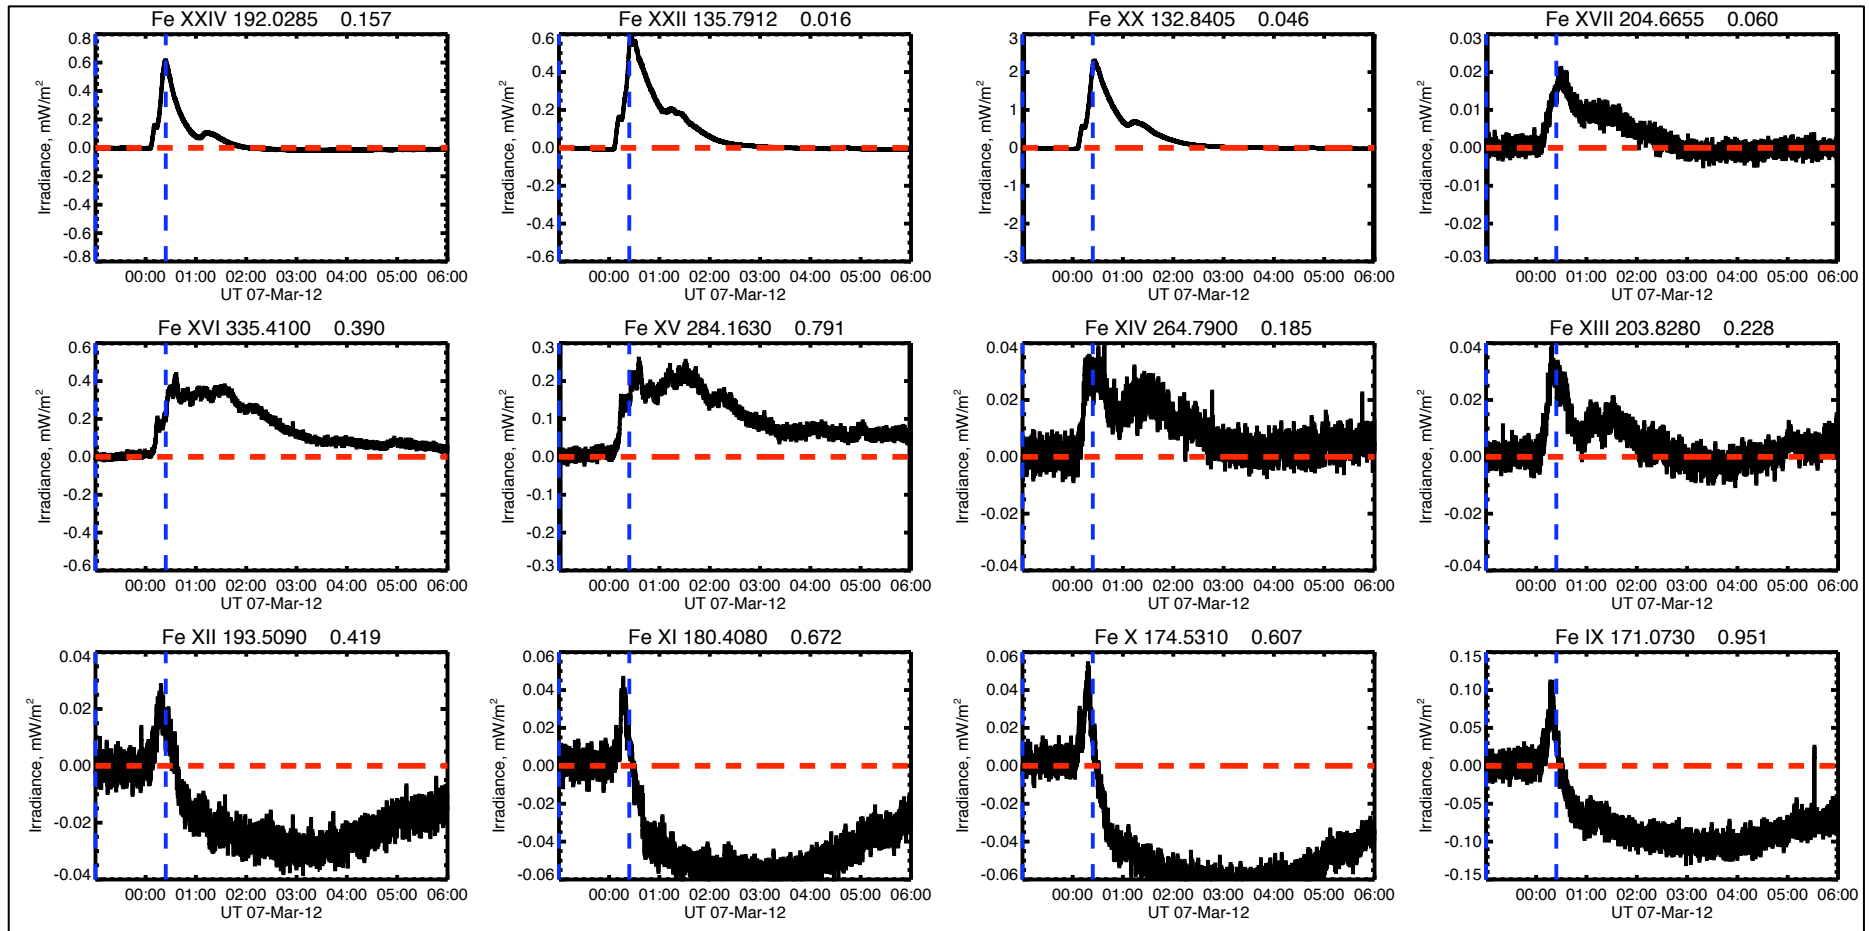 Fe XXIV 192.0285 0.157
0.8
0.6
0.4
0.2
0.0
-0.2
-0.4
-0.6
-0.8
Irradiance, mW/m²
00:00 01:00 02:00 03:00 04:00 05:00 06:00
UT 07-Mar-12
Fe XXII 135.7912 0.016
0.6
0.4
0.2
0.0
-0.2
-0.4
-0.6
Irradiance, mW/m²
00:00 01:00 02:00 03:00 04:00 05:00 06:00
UT 07-Mar-12
Fe XX 132.8405 0.046
3
2
1
0
-1
-2
-3
Irradiance, mW/m²
00:00 01:00 02:00 03:00 04:00 05:00 06:00
UT 07-Mar-12
Fe XVII 204.6655 0.060
0.03
0.02
0.01
0.00
-0.01
-0.02
-0.03
Irradiance, mW/m²
00:00 01:00 02:00 03:00 04:00 05:00 06:00
UT 07-Mar-12
Fe XVI 335.4100 0.390
0.6
0.4
0.2
0.0
-0.2
-0.4
-0.6
Irradiance, mW/m²
00:00 01:00 02:00 03:00 04:00 05:00 06:00
UT 07-Mar-12
Fe XV 284.1630 0.791
0.3
0.2
0.1
0.0
-0.1
-0.2
-0.3
Irradiance, mW/m²
00:00 01:00 02:00 03:00 04:00 05:00 06:00
UT 07-Mar-12
Fe XIV 264.7900 0.185
0.04
0.02
0.00
-0.02
-0.04
Irradiance, mW/m²
00:00 01:00 02:00 03:00 04:00 05:00 06:00
UT 07-Mar-12
Fe XIII 203.8280 0.228
0.04
0.02
0.00
-0.02
-0.04
Irradiance, mW/m²
00:00 01:00 02:00 03:00 04:00 05:00 06:00
UT 07-Mar-12
Fe XII 193.5090 0.419
0.04
0.02
0.00
-0.02
-0.04
Irradiance, mW/m²
00:00 01:00 02:00 03:00 04:00 05:00 06:00
UT 07-Mar-12
Fe XI 180.4080 0.672
0.06
0.04
0.02
0.00
-0.02
-0.04
-0.06
Irradiance, mW/m²
00:00 01:00 02:00 03:00 04:00 05:00 06:00
UT 07-Mar-12
Fe X 174.5310 0.607
0.06
0.04
0.02
0.00
-0.02
-0.04
-0.06
Irradiance, mW/m²
00:00 01:00 02:00 03:00 04:00 05:00 06:00
UT 07-Mar-12
Fe IX 171.0730 0.951
0.15
0.10
0.05
0.00
-0.05
-0.10
-0.15
Irradiance, mW/m²
00:00 01:00 02:00 03:00 04:00 05:00 06:00
UT 07-Mar-12